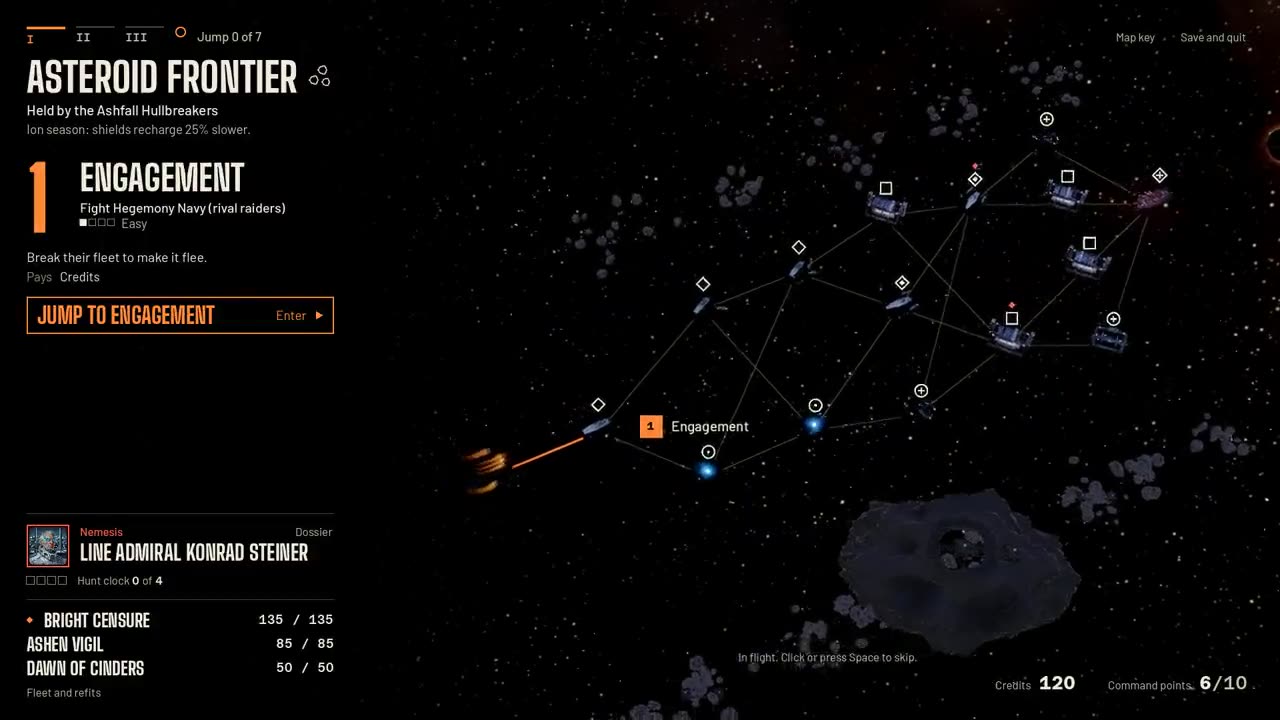 I II III Jump 0 of 7
Map key Save and quit
ASTEROID FRONTIER
Held by the Ashfall Hullbreakers
Ion season: shields recharge 25% slower.
1 ENGAGEMENT
Fight Hegemony Navy (rival raiders)
Easy
Break their fleet to make it flee.
Pays Credits
JUMP TO ENGAGEMENT Enter
1 Engagement
Nemesis Dossier
LINE ADMIRAL KONRAD STEINER
Hunt clock 0 of 4
BRIGHT CENSURE 135 / 135
ASHEN VIGIL 85 / 85
DAWN OF CINDERS 50 / 50
Fleet and refits
In flight. Click or press Space to skip.
Credits 120 Command points 6/10